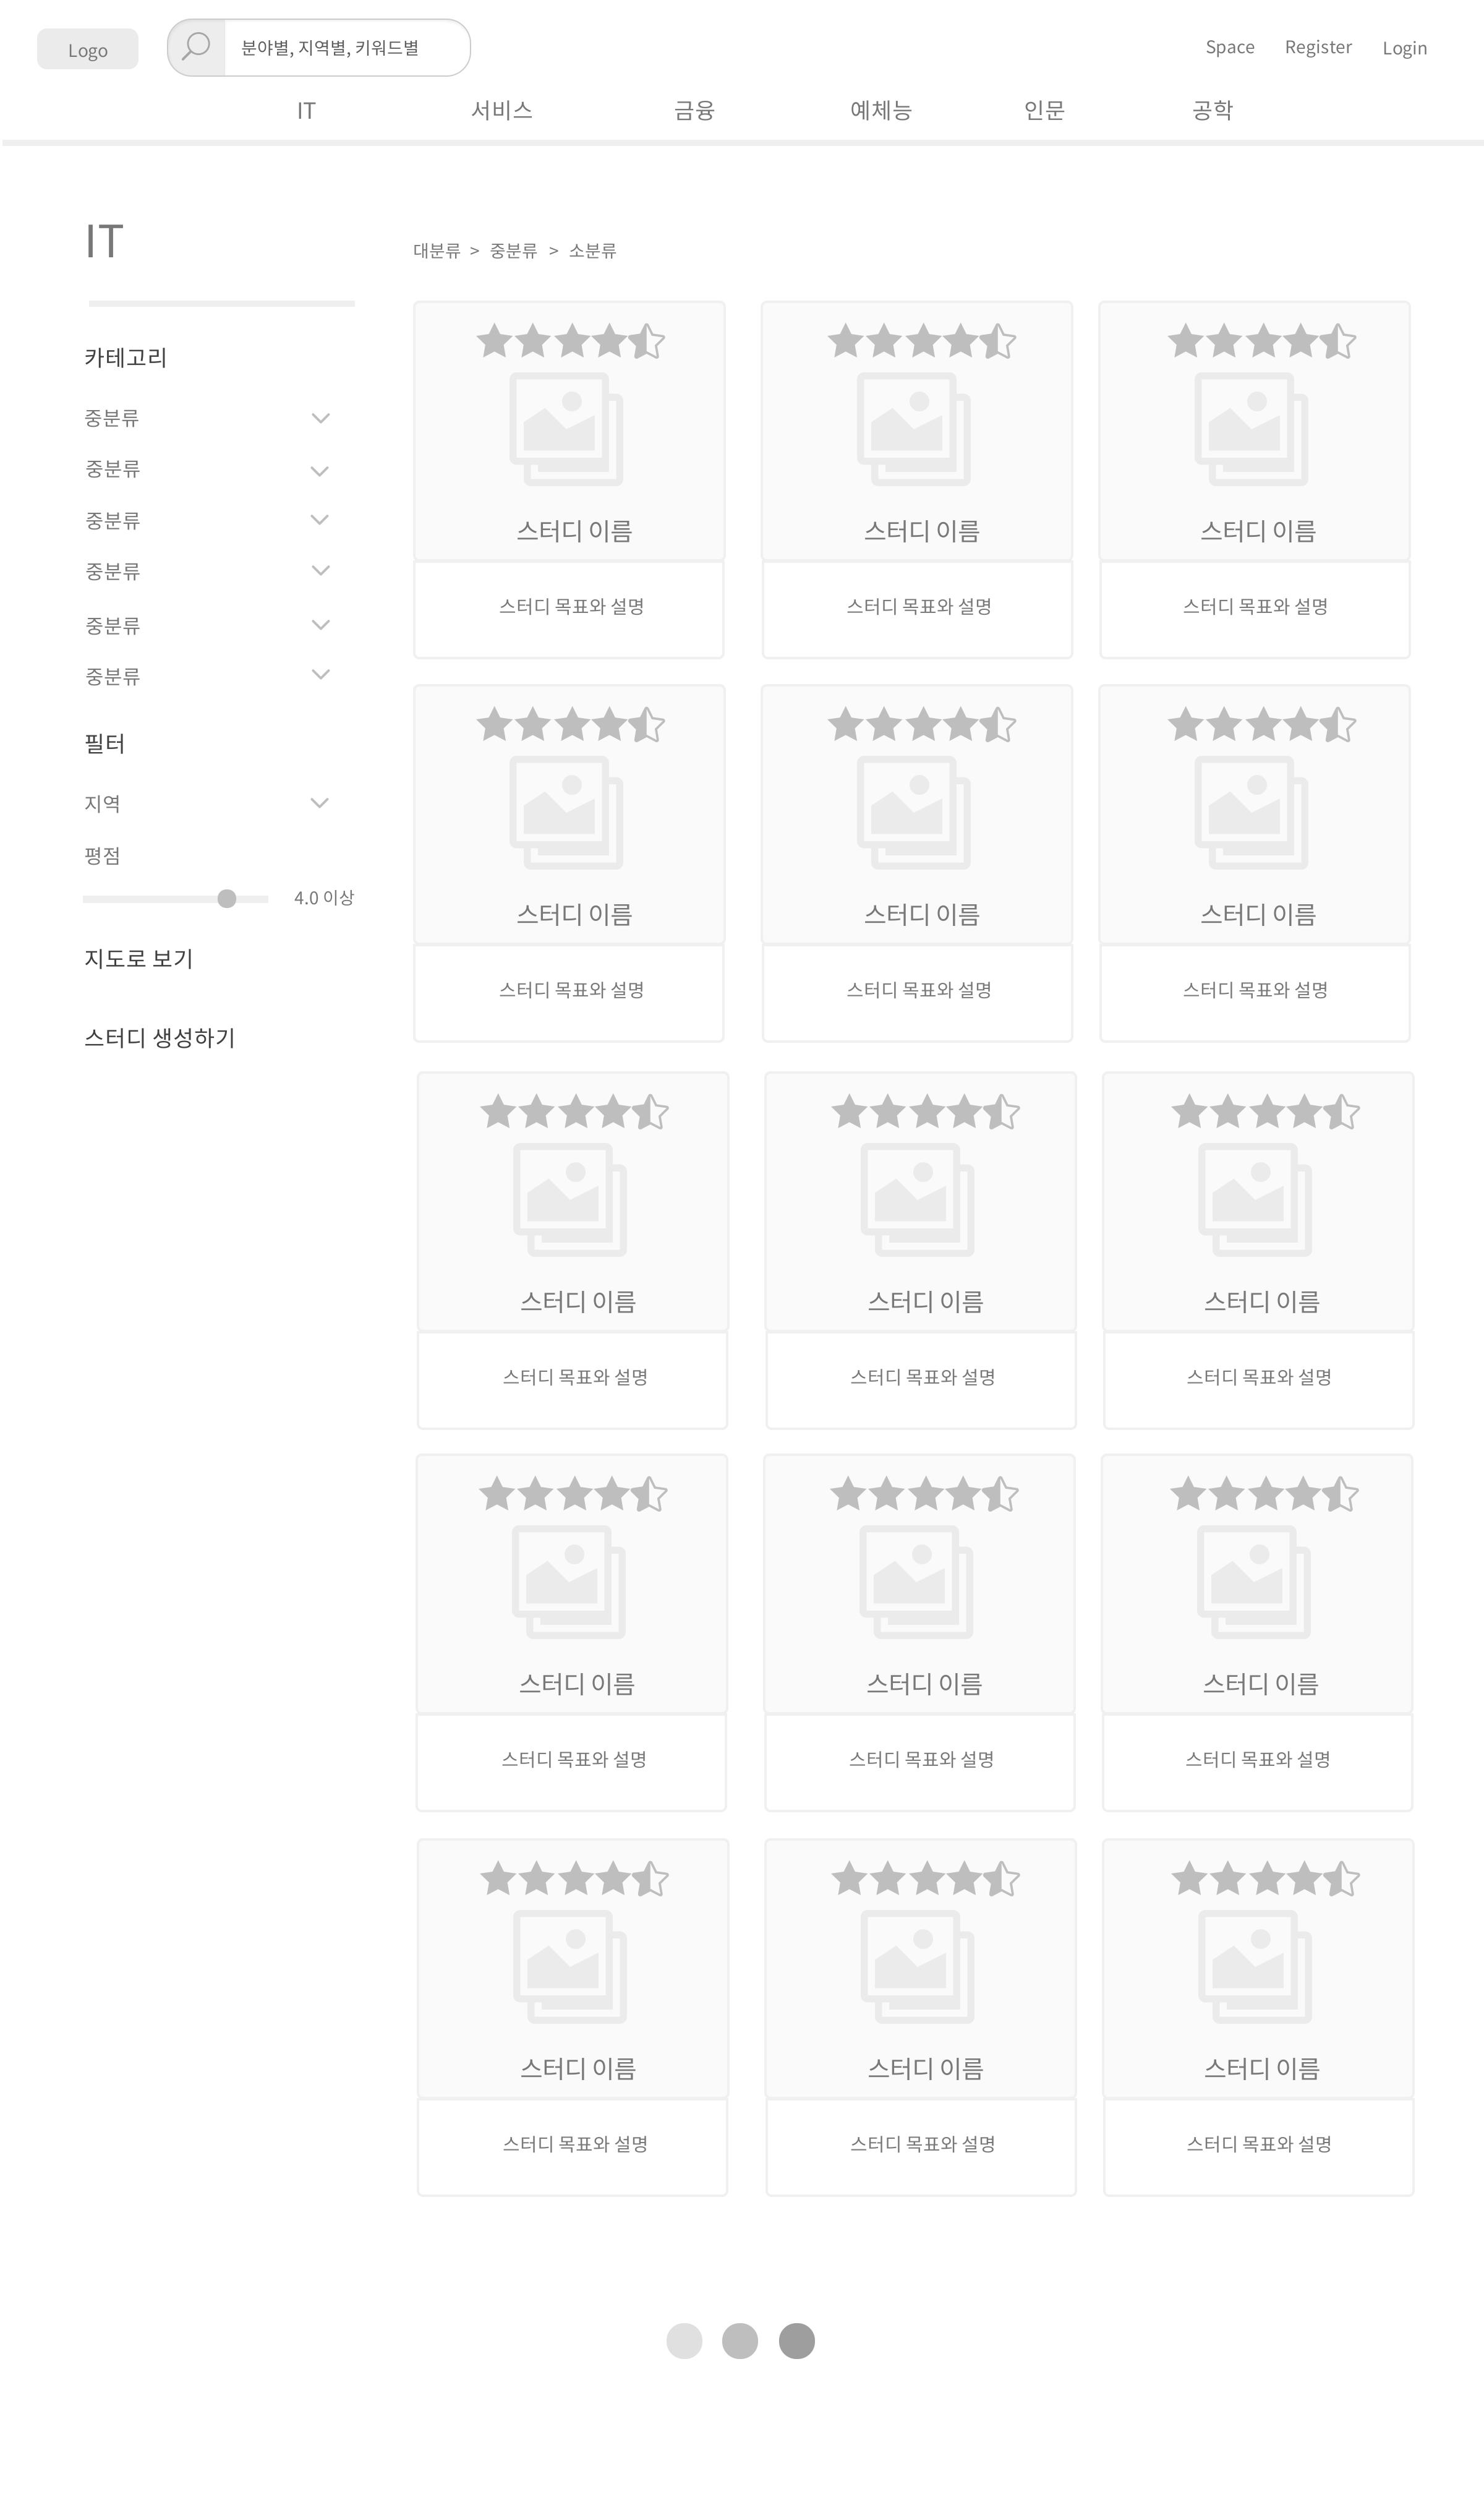 Logo
분야별, 지역별, 키워드별
Space Register Login
IT 서비스 금융 예체능 인문 공학
IT
카테고리
중분류
중분류
중분류
중분류
중분류
중분류
필터
지역
평점
4.0 이상
지도로 보기
스터디 생성하기
대분류 > 중분류 > 소분류
스터디 이름 스터디 이름 스터디 이름
스터디 목표와 설명 스터디 목표와 설명 스터디 목표와 설명
스터디 이름 스터디 이름 스터디 이름
스터디 목표와 설명 스터디 목표와 설명 스터디 목표와 설명
스터디 이름 스터디 이름 스터디 이름
스터디 목표와 설명 스터디 목표와 설명 스터디 목표와 설명
스터디 이름 스터디 이름 스터디 이름
스터디 목표와 설명 스터디 목표와 설명 스터디 목표와 설명
스터디 이름 스터디 이름 스터디 이름
스터디 목표와 설명 스터디 목표와 설명 스터디 목표와 설명